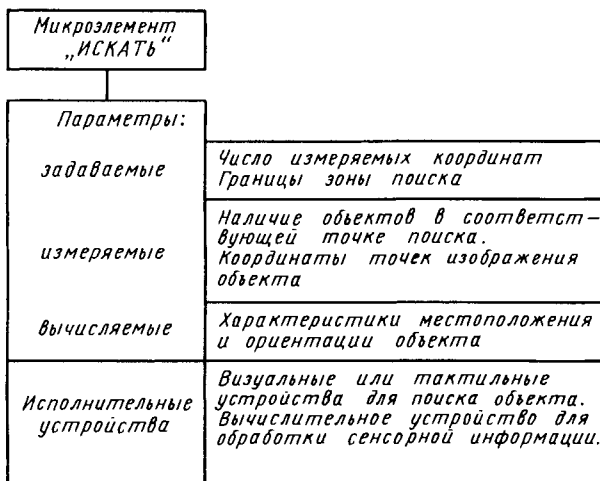 Микроэлемент
„ИСКАТЬ“
Параметры:
задаваемые
Число измеряемых координат
Границы зоны поиска
измеряемые
Наличие объектов в соответст–
вующей точке поиска.
Координаты точек изображения
объекта
вычисляемые
Характеристики местоположения
и ориентации объекта
Исполнительные
устройства
Визуальные или тактильные
устройства для поиска объекта.
Вычислительное устройство для
обработки сенсорной информации.